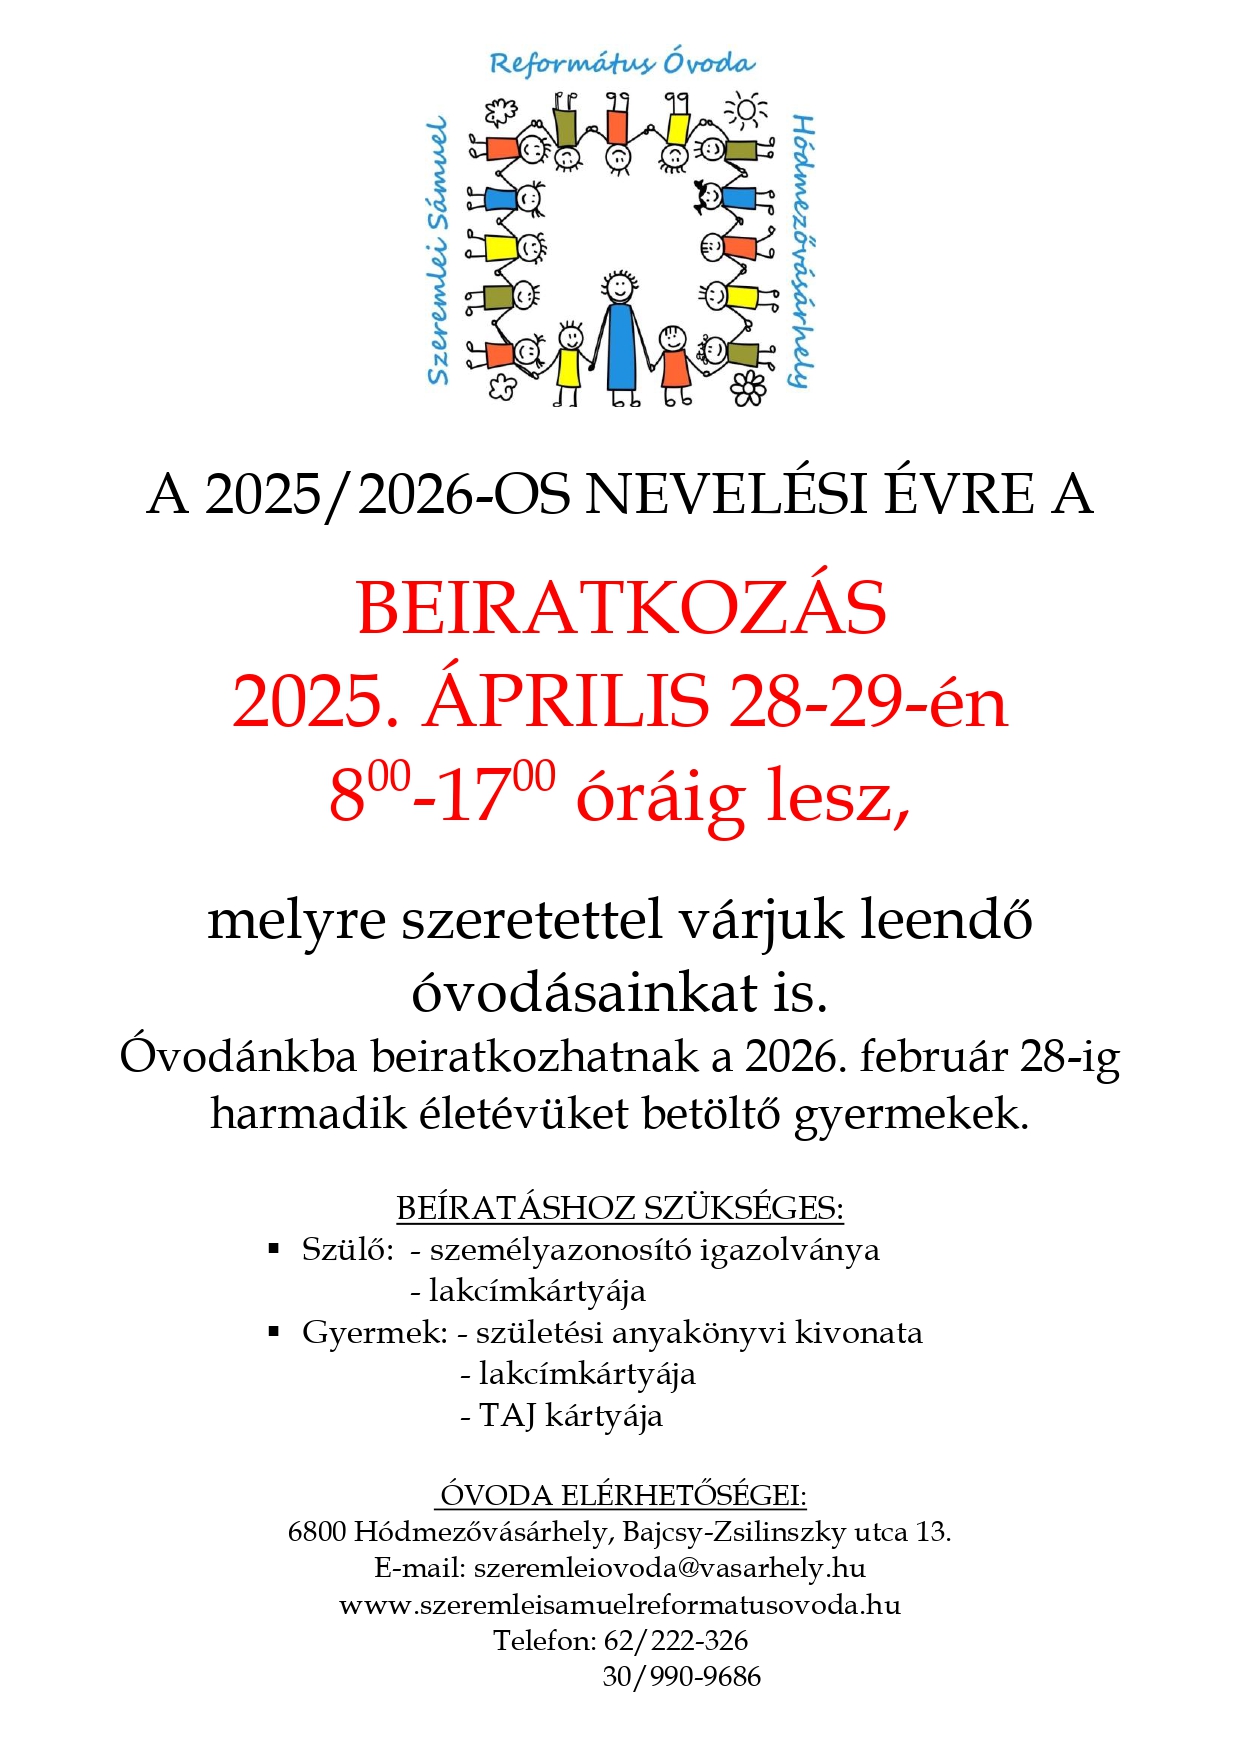 Református Óvoda
Szeremlei Sámuel
Hódmezővásárhely
A 2025/2026-OS NEVELÉSI ÉVRE A
BEIRATKOZÁS
2025. ÁPRILIS 28-29-én
8⁰⁰-17⁰⁰ óráig lesz,
melyre szeretettel várjuk leendő
óvodásainkat is.
Óvodánkba beiratkozhatnak a 2026. február 28-ig
harmadik életévüket betöltő gyermekek.
BEÍRATÁSHOZ SZÜKSÉGES:
▪ Szülő: - személyazonosító igazolványa
- lakcímkártyája
▪ Gyermek: - születési anyakönyvi kivonata
- lakcímkártyája
- TAJ kártyája
ÓVODA ELÉRHETŐSÉGEI:
6800 Hódmezővásárhely, Bajcsy-Zsilinszky utca 13.
E-mail: szeremleiovoda@vasarhely.hu
www.szeremleisamuelreformatusovoda.hu
Telefon: 62/222-326
30/990-9686